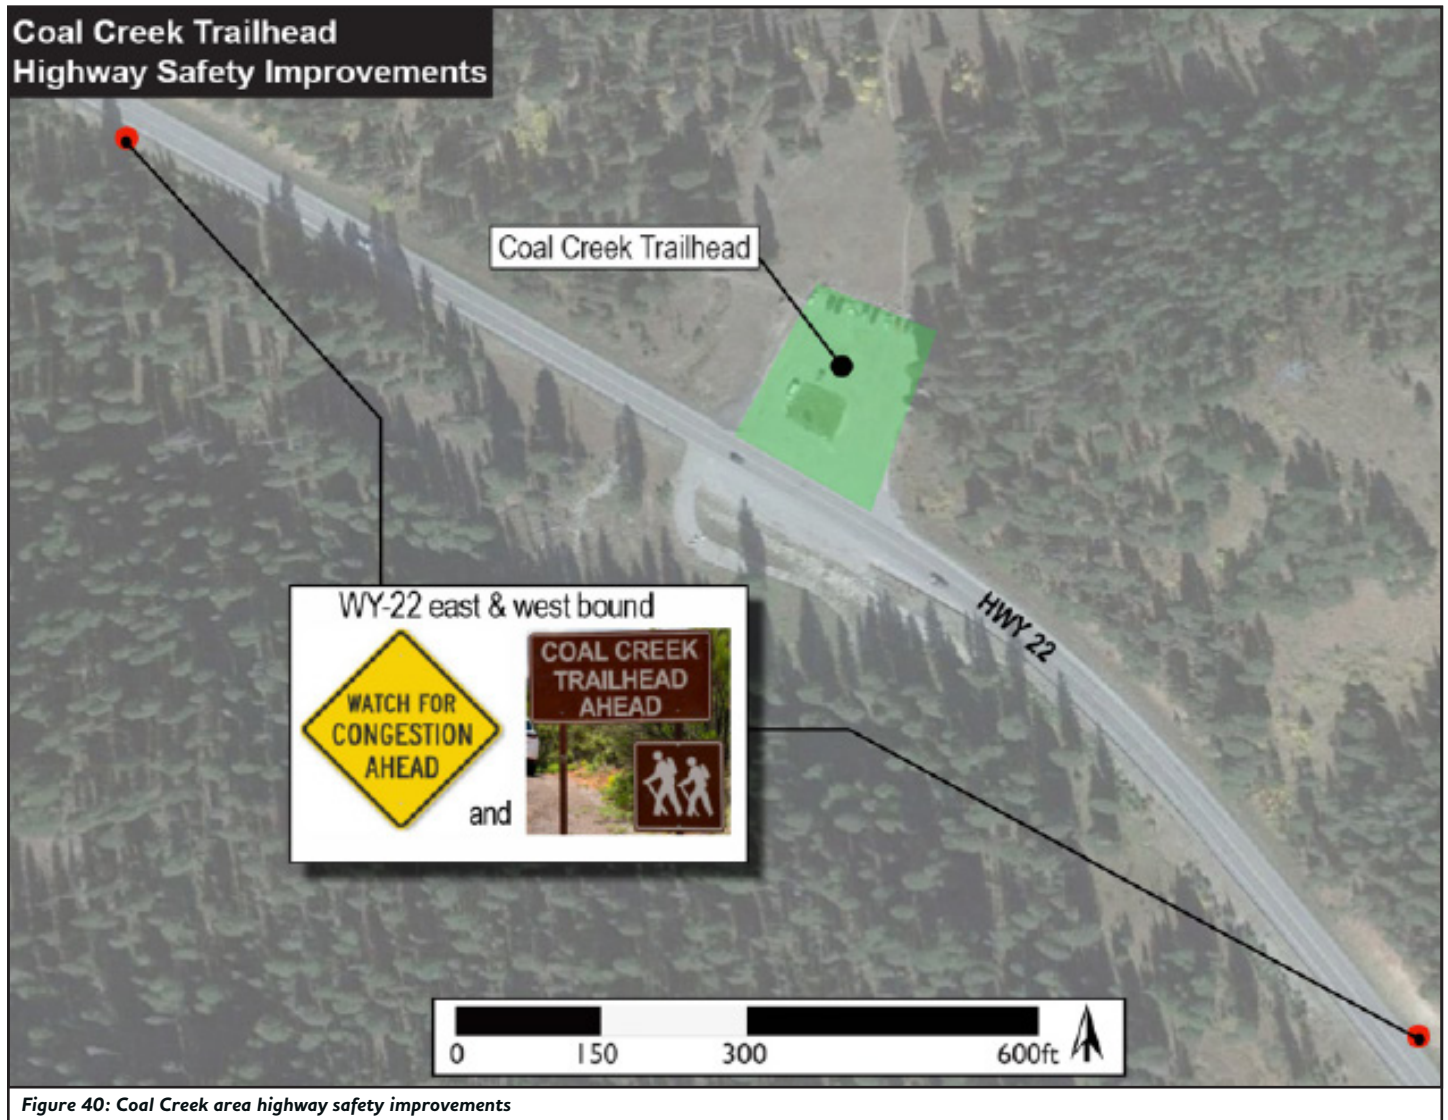 Coal Creek Trailhead
Highway Safety Improvements
Coal Creek Trailhead
HWY 22
WY-22 east & west bound
WATCH FOR
CONGESTION
AHEAD
and
COAL CREEK
TRAILHEAD
AHEAD
0 150 300 600ft
Figure 40: Coal Creek area highway safety improvements